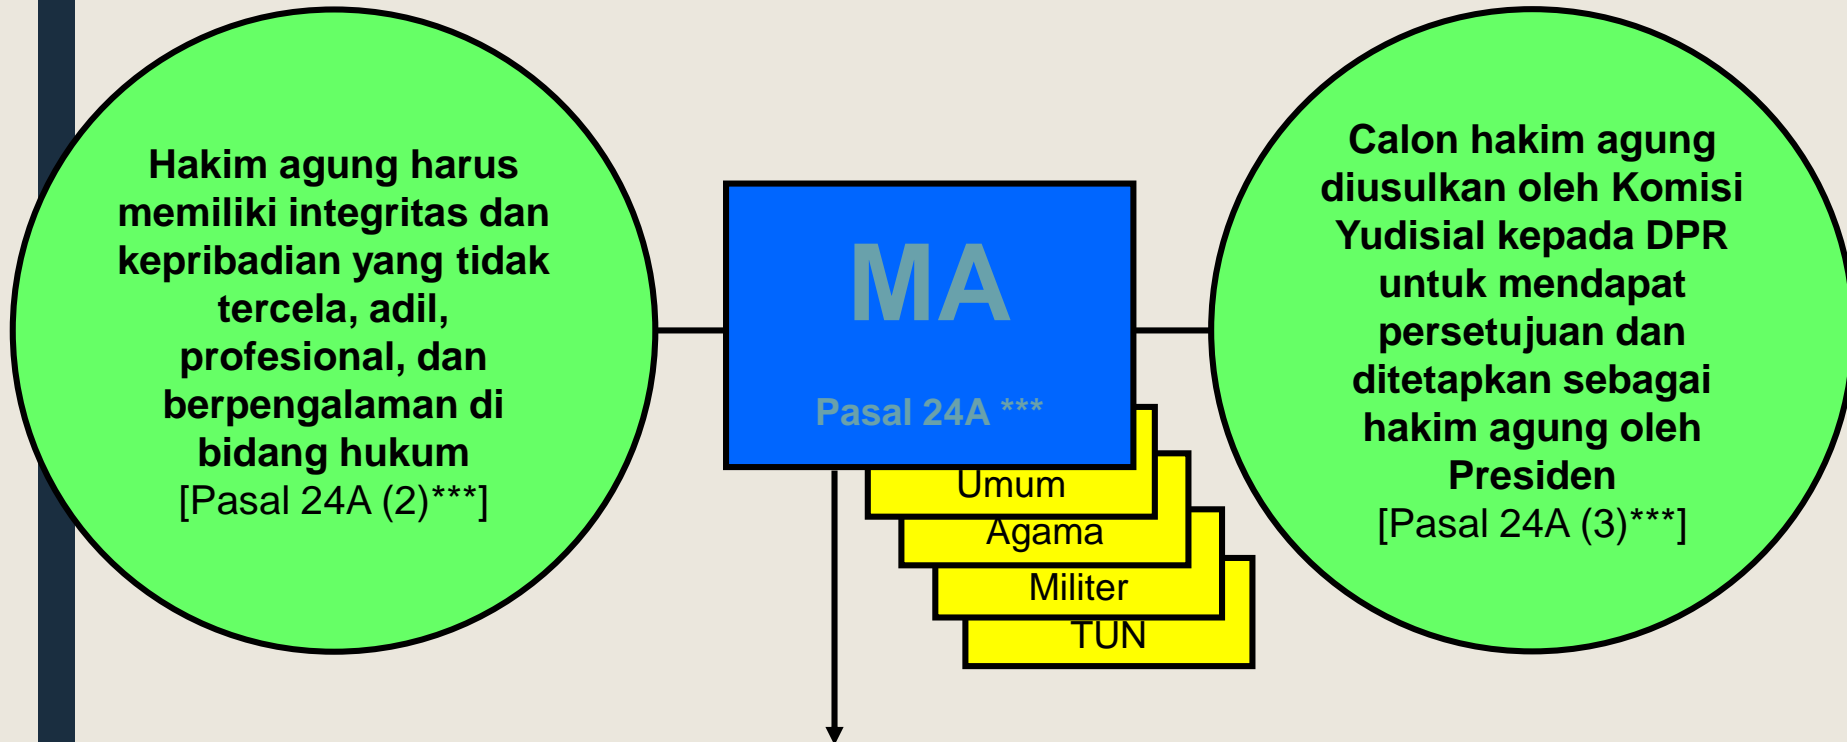 Hakim agung harus
memiliki integritas dan
kepribadian yang tidak
tercela, adil,
profesional, dan
berpengalaman di
bidang hukum
[Pasal 24A (2)***]
MA
Pasal 24A ***
Umum
Agama
Militer
TUN
Calon hakim agung
diusulkan oleh Komisi
Yudisial kepada DPR
untuk mendapat
persetujuan dan
ditetapkan sebagai
hakim agung oleh
Presiden
[Pasal 24A (3)***]